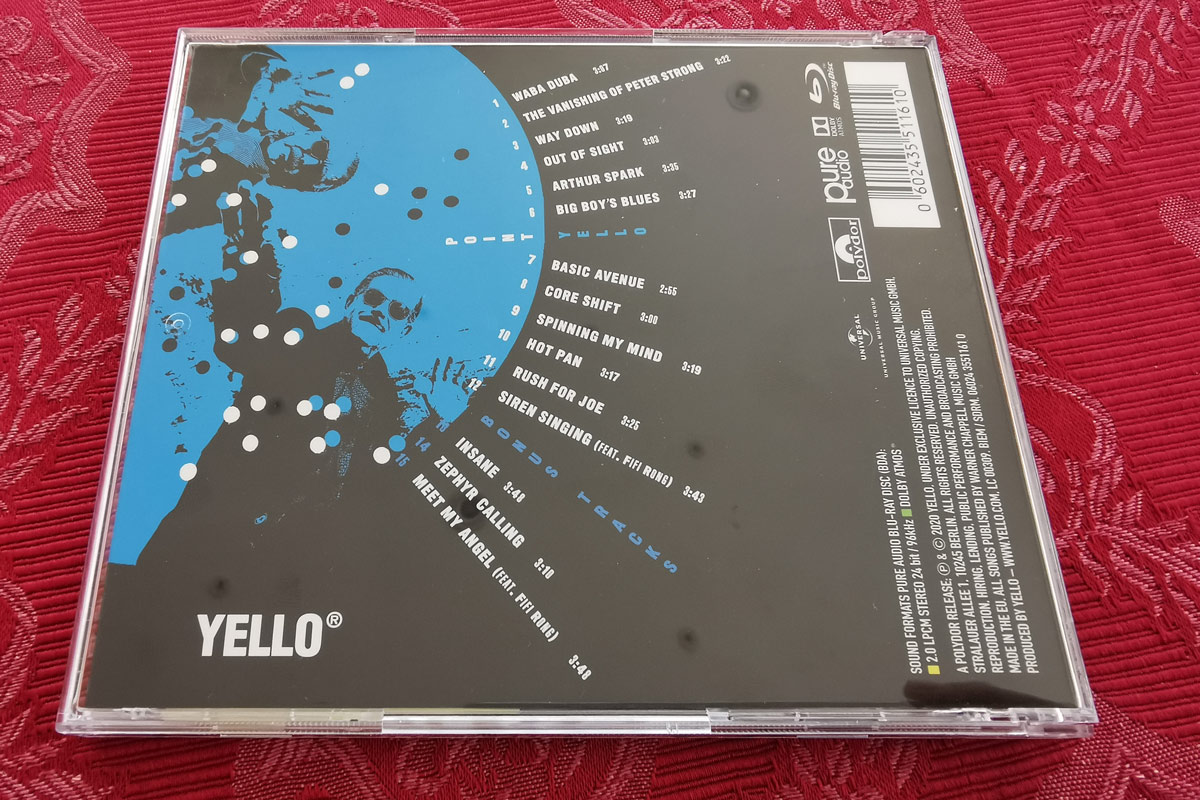 1 WABA DUBA 3:37
2 THE VANISHING OF PETER STRONG 3:22
3 WAY DOWN 3:19
4 OUT OF SIGHT 3:03
5 ARTHUR SPARK 3:35
6 BIG BOY'S BLUES 3:27
POINT YELLO
7 BASIC AVENUE 2:55
8 CORE SHIFT 3:00
9 SPINNING MY MIND 3:19
10 HOT PAN 3:17
11 RUSH FOR JOE 3:25
12 SIREN SINGING (FEAT. FIFI RONG) 3:43
BONUS TRACKS
13 INSANE 3:48
14 ZEPHYR CALLING 3:10
15 MEET MY ANGEL (FEAT. FIFI RONG) 3:48
YELLO®
Blu-ray Disc™
DOLBY
ATMOS
pure
audio
0 602435 511610
polydor
UNIVERSAL
UNIVERSAL MUSIC GROUP
SOUND FORMATS PURE AUDIO BLU-RAY DISC (BDA):
2.0 LPCM STEREO 24 bit / 96kHz DOLBY ATMOS®
A POLYDOR RELEASE; ℗ & © 2020 YELLO, UNDER EXCLUSIVE LICENCE TO UNIVERSAL MUSIC GMBH,
STRALAUER ALLEE 1, 10245 BERLIN. ALL RIGHTS RESERVED. UNAUTHORIZED COPYING,
REPRODUCTION, HIRING, LENDING, PUBLIC PERFORMANCE AND BROADCASTING PROHIBITED.
MADE IN THE EU. ALL SONGS PUBLISHED BY WARNER CHAPPELL MUSIC GMBH
PRODUCED BY YELLO – WWW.YELLO.COM. LC 00309. BIEM / SDRM. 06024 3551161 0